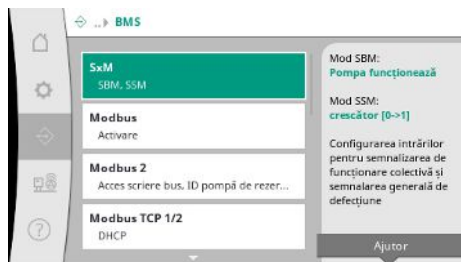 ..▸ BMS
SxM
SBM, SSM
Modbus
Activare
Modbus 2
Acces scriere bus, ID pompă de rezer...
Modbus TCP 1/2
DHCP
Mod SBM:
Pompa funcționează
Mod SSM:
crescător [0->1]
Configurarea intrărilor
pentru semnalizarea de
funcționare colectivă și
semnalarea generală de
defecțiune
Ajutor